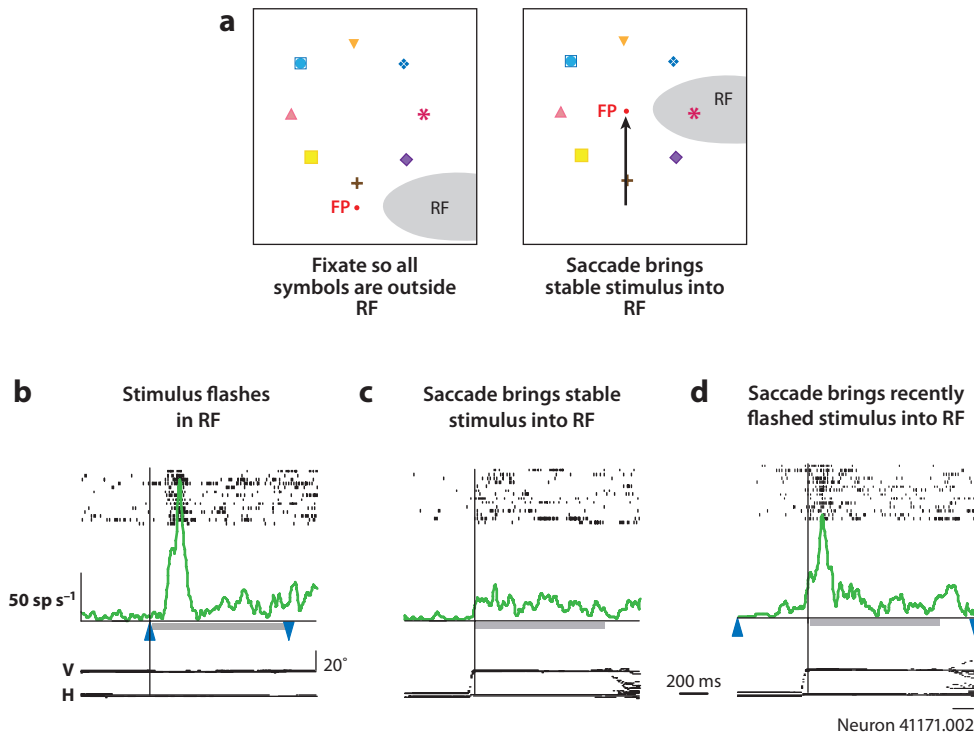 a
RF
FP
FP
RF
Fixate so all
symbols are outside
RF
Saccade brings
stable stimulus into
RF
b
Stimulus flashes
in RF
c
Saccade brings stable
stimulus into RF
d
Saccade brings recently
flashed stimulus into RF
50 sp s⁻¹
V
20°
H
200 ms
Neuron 41171.002